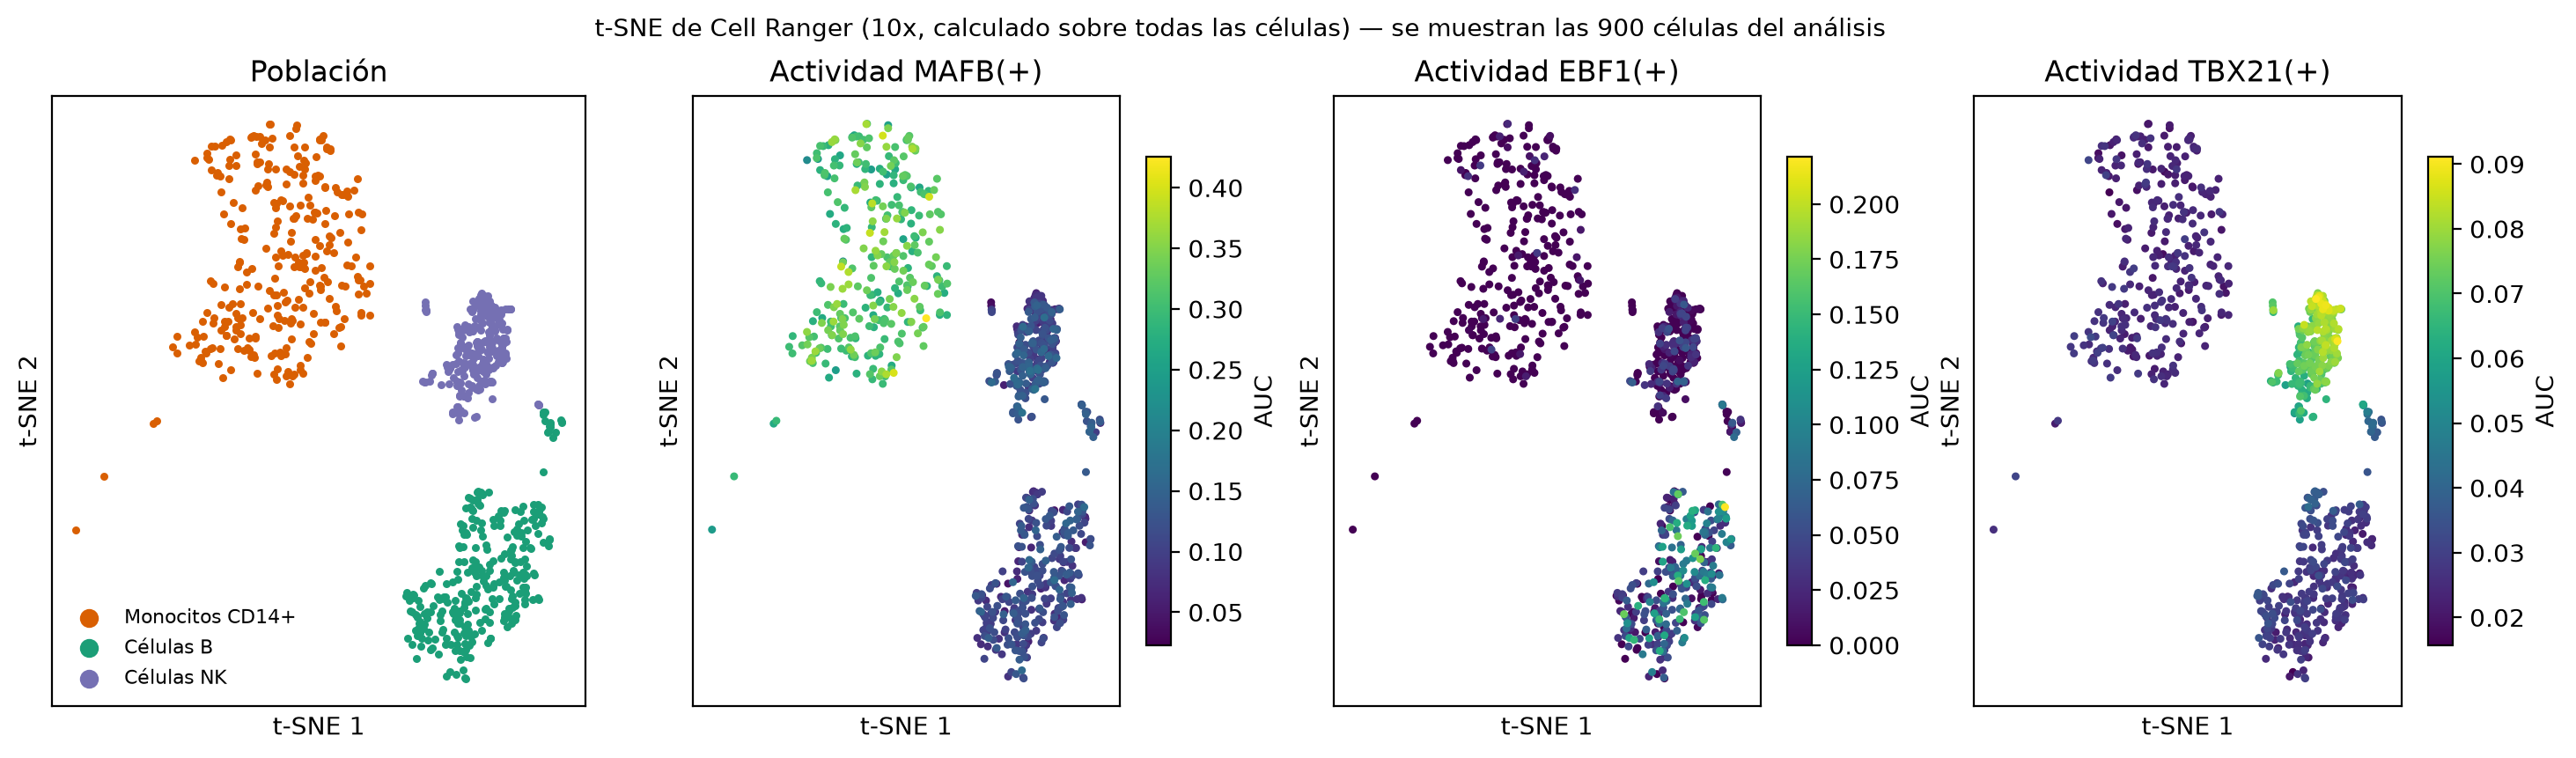 t-SNE de Cell Ranger (10x, calculado sobre todas las células) — se muestran las 900 células del análisis
Población
t-SNE 2
t-SNE 1
Monocitos CD14+
Células B
Células NK
Actividad MAFB(+)
t-SNE 2
t-SNE 1
0.40
0.35
0.30
0.25
0.20
0.15
0.10
0.05
AUC
Actividad EBF1(+)
t-SNE 2
t-SNE 1
0.200
0.175
0.150
0.125
0.100
0.075
0.050
0.025
0.000
AUC
Actividad TBX21(+)
t-SNE 2
t-SNE 1
0.09
0.08
0.07
0.06
0.05
0.04
0.03
0.02
AUC